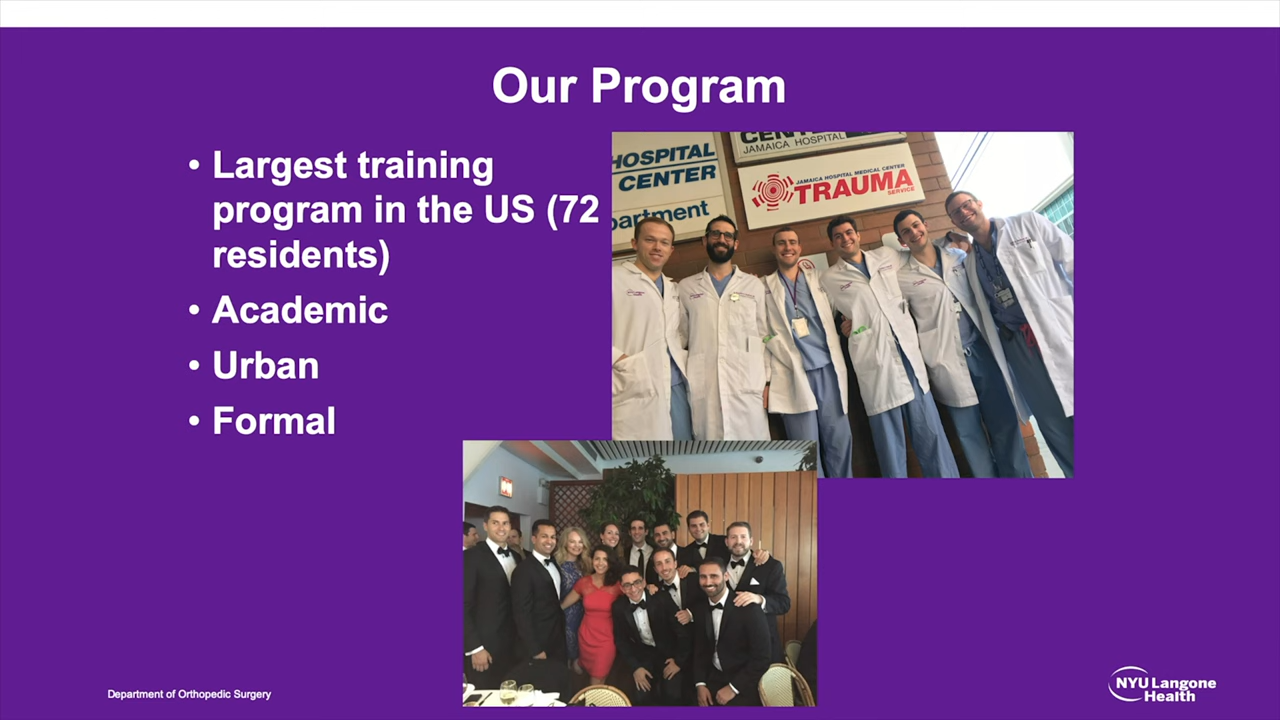 Our Program
• Largest training
program in the US (72
residents)
• Academic
• Urban
• Formal
HOSPITAL
CENTER
partment
CENT
JAMAICA HOSPITAL
JAMAICA HOSPITAL MEDICAL CENTER
TRAUMA
SERVICE
Department of Orthopedic Surgery
NYU Langone
Health